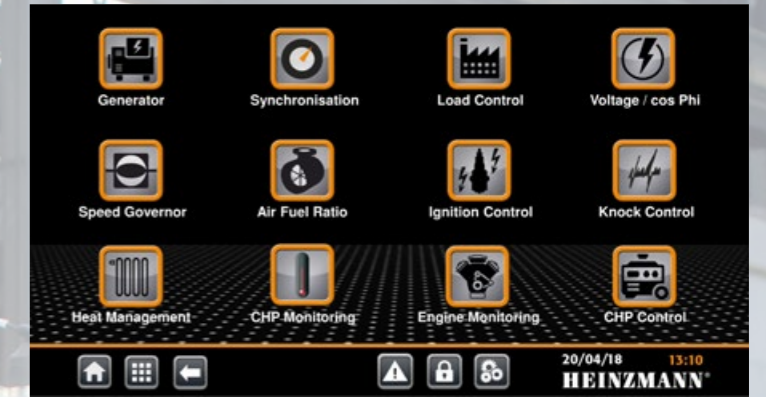 Generator
Synchronisation
Load Control
Voltage / cos Phi
Speed Governor
Air Fuel Ratio
Ignition Control
Knock Control
Heat Management
CHP Monitoring
Engine Monitoring
CHP Control
20/04/18 13:10
HEINZMANN®